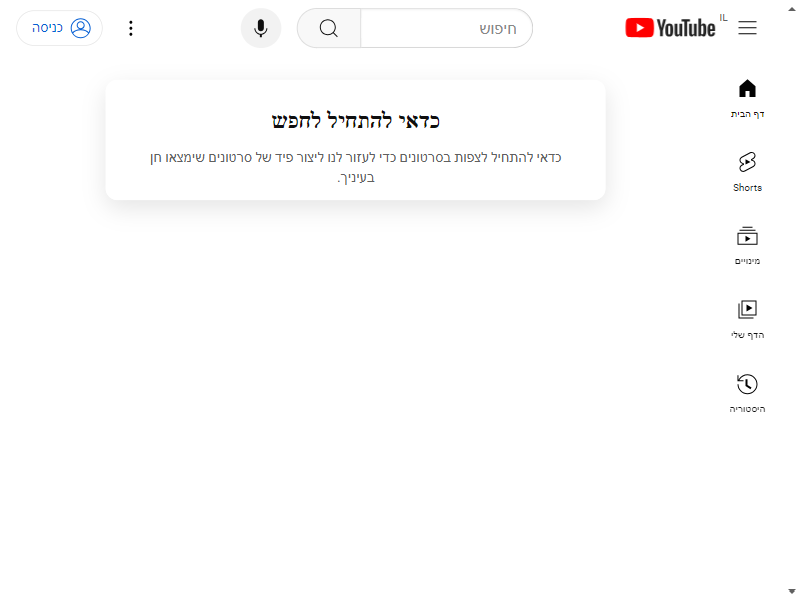 YouTube IL
חיפוש
כניסה
דף הבית
Shorts
מינויים
הדף שלי
היסטוריה
כדאי להתחיל לחפש
כדאי להתחיל לצפות בסרטונים כדי לעזור לנו ליצור פיד של סרטונים שימצאו חן
בעיניך.